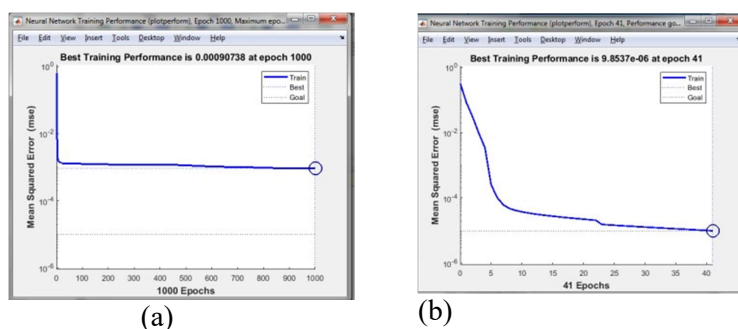 Neural Network Training Performance (plotperform), Epoch 1000, Maximum epo...
File Edit View Insert Tools Desktop Window Help
Best Training Performance is 0.00090738 at epoch 1000
Mean Squared Error (mse)
10^0
10^-2
10^-4
10^-6
Train
Best
Goal
0 100 200 300 400 500 600 700 800 900 1000
1000 Epochs
(a)
Neural Network Training Performance (plotperform), Epoch 41, Performance go...
File Edit View Insert Tools Desktop Window Help
Best Training Performance is 9.8537e-06 at epoch 41
Mean Squared Error (mse)
10^0
10^-2
10^-4
10^-6
Train
Best
Goal
0 5 10 15 20 25 30 35 40
41 Epochs
(b)